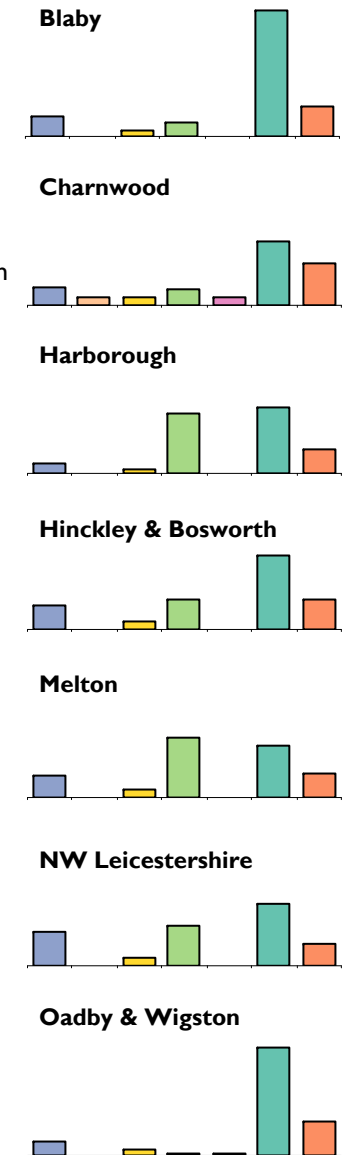 Blaby
Charnwood
n
Harborough
Hinckley & Bosworth
Melton
NW Leicestershire
Oadby & Wigston